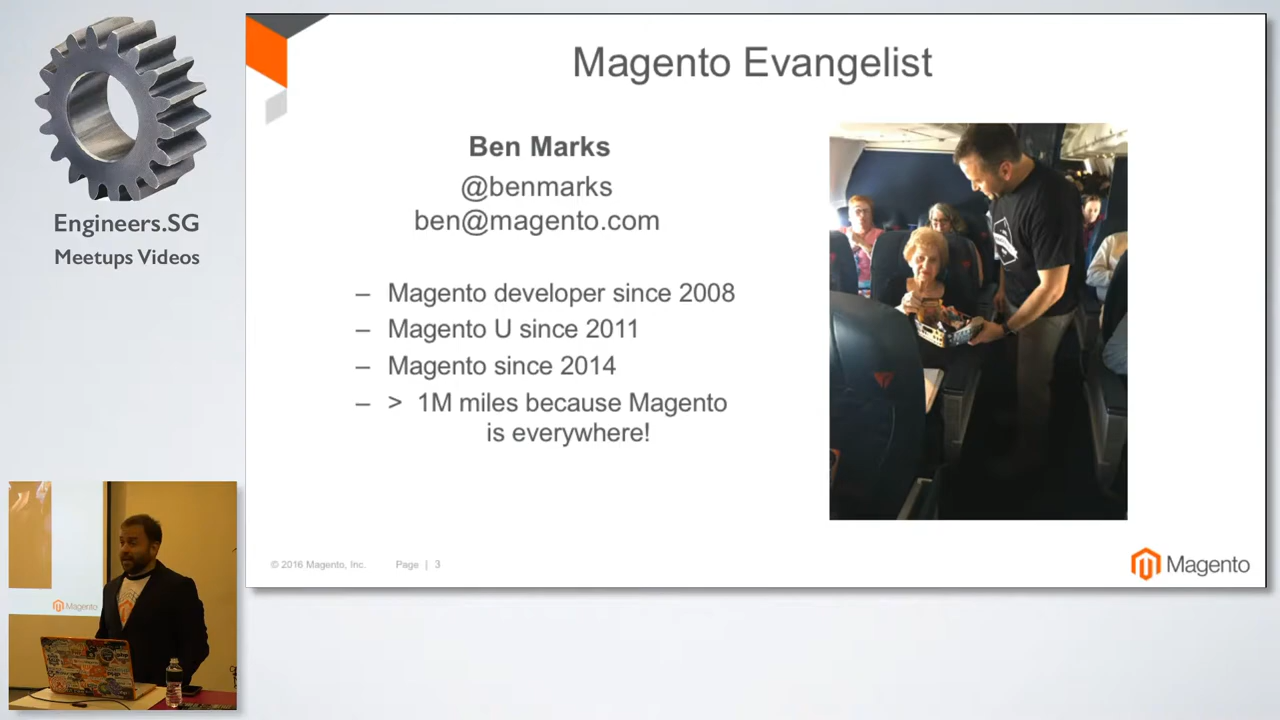 Engineers.SG
Meetups Videos
Magento Evangelist
Ben Marks
@benmarks
ben@magento.com
– Magento developer since 2008
– Magento U since 2011
– Magento since 2014
– > 1M miles because Magento
is everywhere!
© 2016 Magento, Inc. Page | 3
Magento
Magento